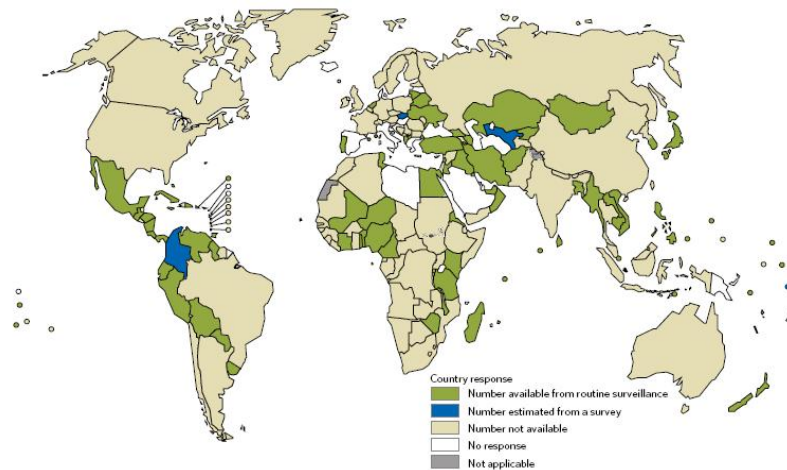 Country response
Number available from routine surveillance
Number estimated from a survey
Number not available
No response
Not applicable